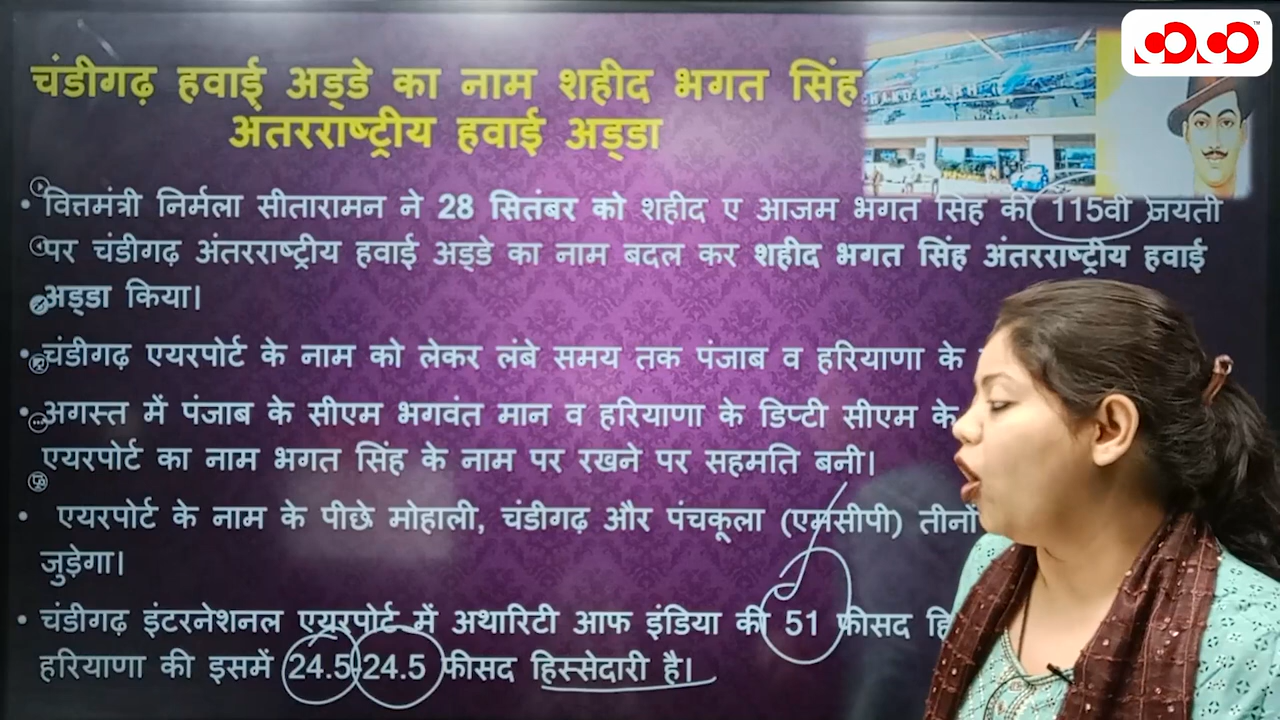 चंडीगढ़ हवाई अड्डे का नाम शहीद भगत सिंह
अतरराष्ट्रीय हवाई अड्डा
CHANDIGARH
• वित्तमंत्री निर्मला सीतारामन ने 28 सितंबर को शहीद ए आजम भगत सिंह की 115वी जयती
पर चंडीगढ़ अंतरराष्ट्रीय हवाई अड्डे का नाम बदल कर शहीद भगत सिंह अंतरराष्ट्रीय हवाई
अड्डा किया।
• चंडीगढ़ एयरपोर्ट के नाम को लेकर लंबे समय तक पंजाब व हरियाणा के
• अगस्त में पंजाब के सीएम भगवंत मान व हरियाणा के डिप्टी सीएम के
एयरपोर्ट का नाम भगत सिंह के नाम पर रखने पर सहमति बनी।
• एयरपोर्ट के नाम के पीछे मोहाली, चंडीगढ़ और पंचकूला (एमसीपी) तीनों
जुड़ेगा।
• चंडीगढ़ इंटरनेशनल एयरपोर्ट में अथारिटी आफ इंडिया की 51 फीसद
हरियाणा की इसमें 24.5-24.5 फीसद हिस्सेदारी है।